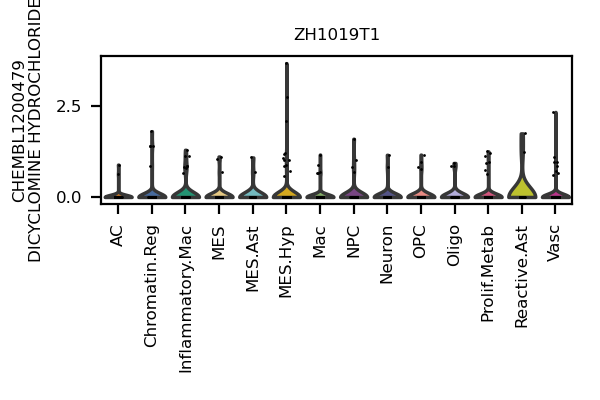 ZH1019T1
CHEMBL1200479
DICYCLOMINE HYDROCHLORIDE
2.5
0.0
AC
Chromatin.Reg
Inflammatory.Mac
MES
MES.Ast
MES.Hyp
Mac
NPC
Neuron
OPC
Oligo
Prolif.Metab
Reactive.Ast
Vasc